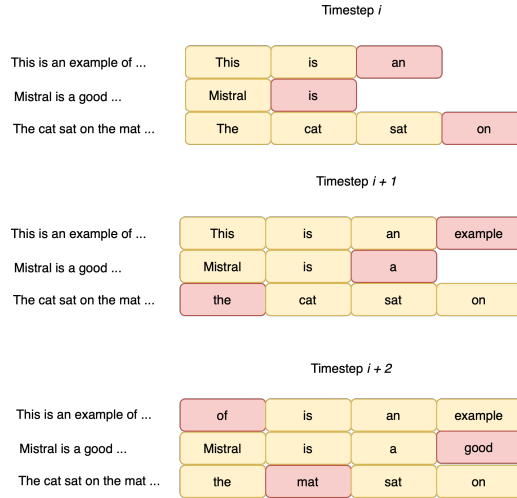 Timestep i
This is an example of ... This is an
Mistral is a good ... Mistral is
The cat sat on the mat ... The cat sat on
Timestep i + 1
This is an example of ... This is an example
Mistral is a good ... Mistral is a
The cat sat on the mat ... the cat sat on
Timestep i + 2
This is an example of ... of is an example
Mistral is a good ... Mistral is a good
The cat sat on the mat ... the mat sat on